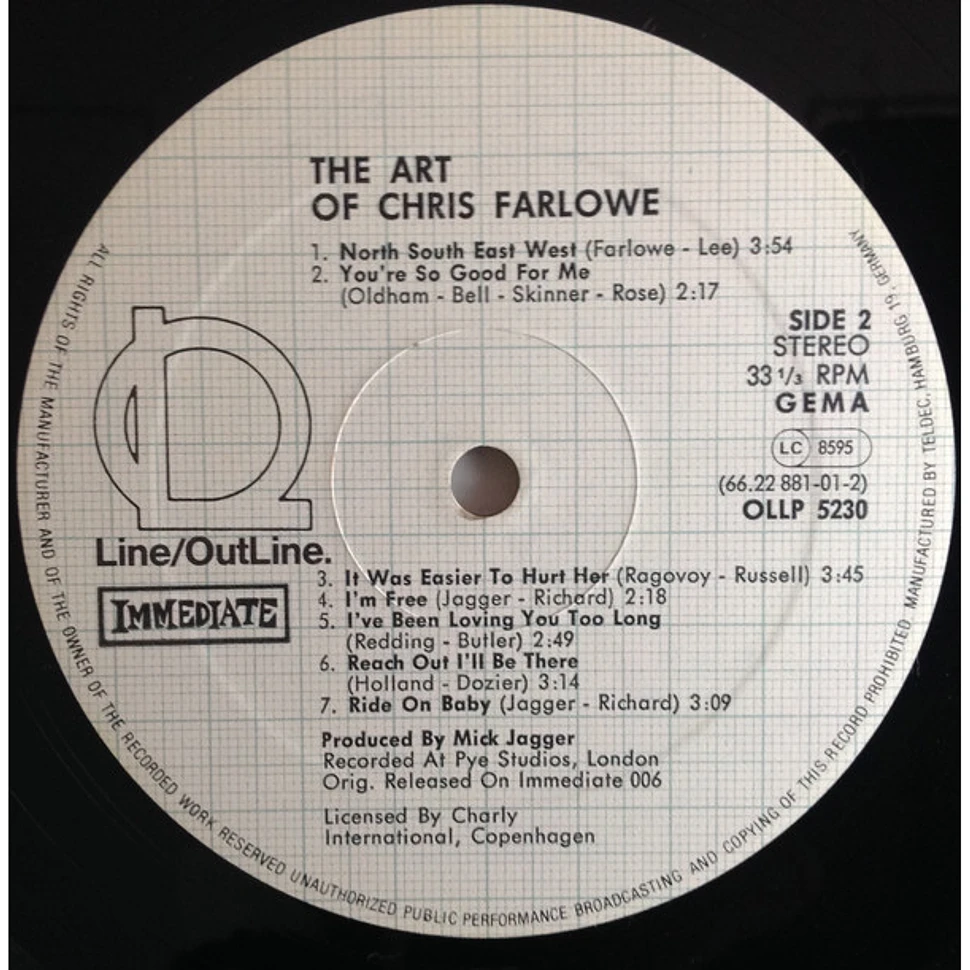 THE ART
OF CHRIS FARLOWE
1. North South East West (Farlowe - Lee) 3:54
2. You're So Good For Me
(Oldham - Bell - Skinner - Rose) 2:17
SIDE 2
STEREO
33 1/3 RPM
GEMA
LC 8595
(66.22 881-01-2)
OLLP 5230
Line/OutLine.
IMMEDIATE
3. It Was Easier To Hurt Her (Ragovoy - Russell) 3:45
4. I'm Free (Jagger - Richard) 2:18
5. I've Been Loving You Too Long
(Redding - Butler) 2:49
6. Reach Out I'll Be There
(Holland - Dozier) 3:14
7. Ride On Baby (Jagger - Richard) 3:09
Produced By Mick Jagger
Recorded At Pye Studios, London
Orig. Released On Immediate 006
Licensed By Charly
International, Copenhagen
ALL RIGHTS OF THE MANUFACTURER AND OF THE OWNER OF THE RECORDED WORK RESERVED UNAUTHORIZED PUBLIC PERFORMANCE BROADCASTING AND COPYING OF THIS RECORD PROHIBITED. MANUFACTURED BY TELDEC, HAMBURG 19, GERMANY